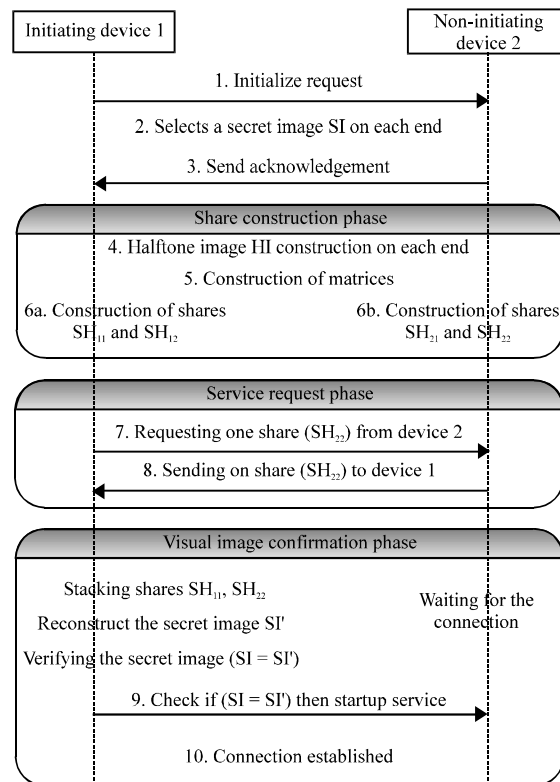 Initiating device 1
Non-initiating
device 2
1. Initialize request
2. Selects a secret image SI on each end
3. Send acknowledgement
Share construction phase
4. Halftone image HI construction on each end
5. Construction of matrices
6a. Construction of shares
SH₁₁ and SH₁₂
6b. Construction of shares
SH₂₁ and SH₂₂
Service request phase
7. Requesting one share (SH₂₂) from device 2
8. Sending on share (SH₂₂) to device 1
Visual image confirmation phase
Stacking shares SH₁₁, SH₂₂
Reconstruct the secret image SI'
Verifying the secret image (SI = SI')
Waiting for the
connection
9. Check if (SI = SI') then startup service
10. Connection established